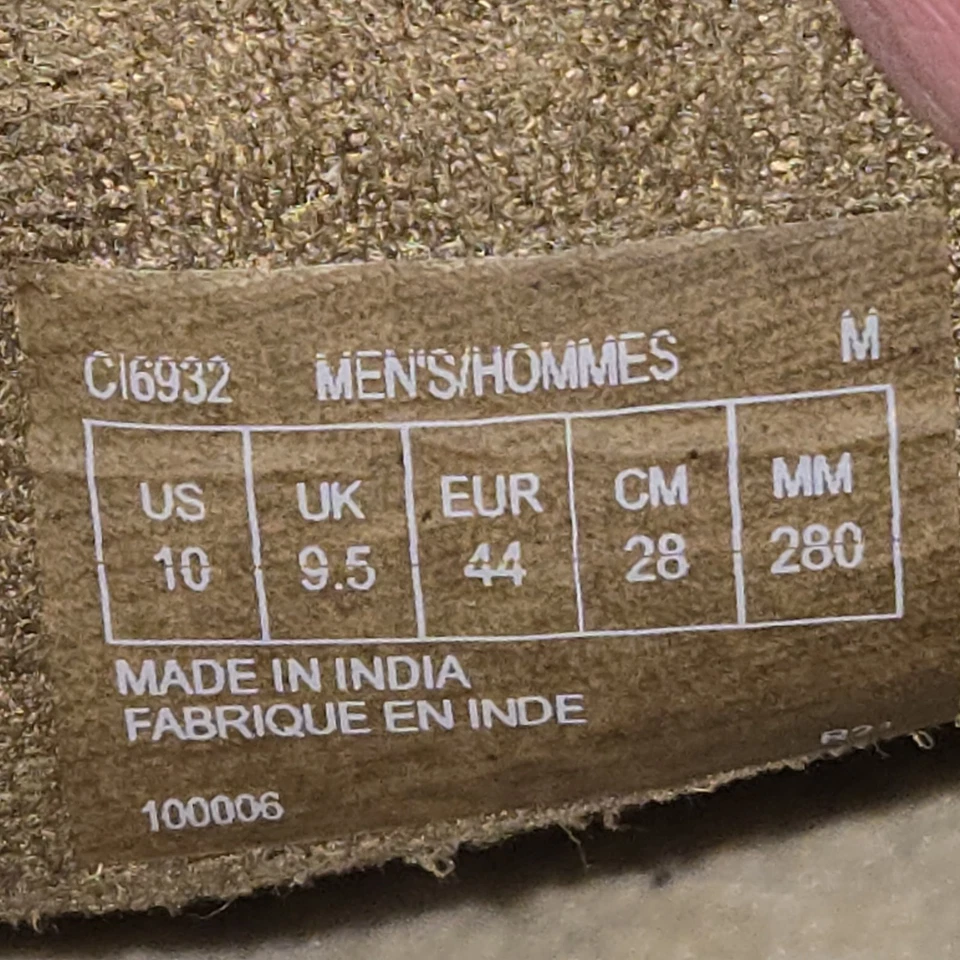 CI6932 MEN'S/HOMMES M
US UK EUR CM MM
10 9.5 44 28 280
MADE IN INDIA
FABRIQUE EN INDE
100006